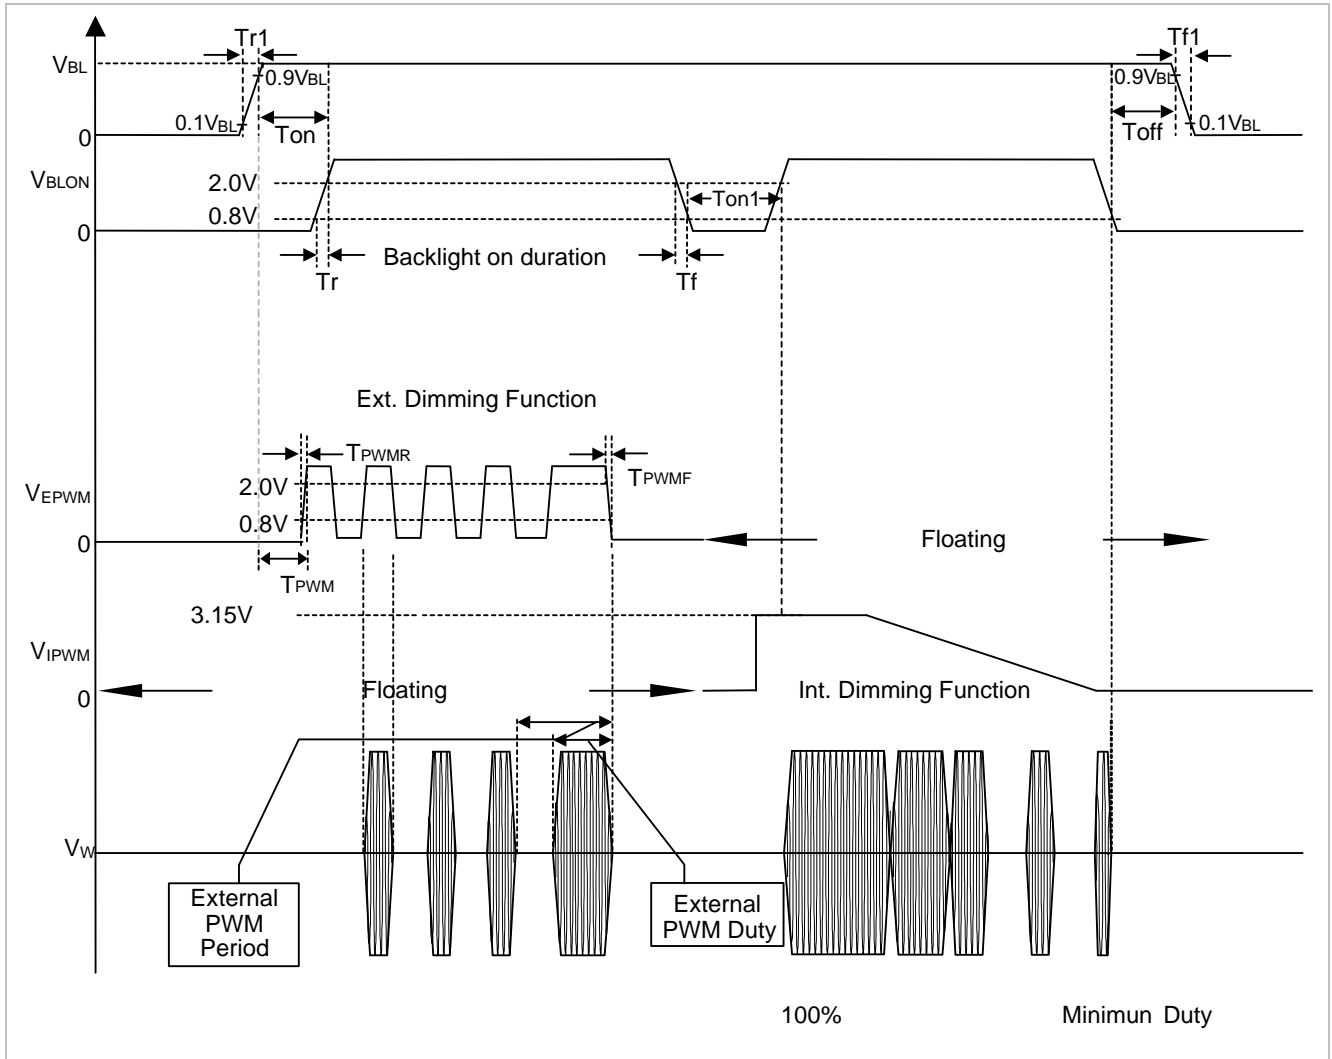 Tr1
Tf1
VBL
0.9VBL
0.9VBL
0.1VBL
Ton
Toff
0.1VBL
0
VBLON
2.0V
Ton1
0.8V
0
Backlight on duration
Tr
Tf
Ext. Dimming Function
TPWMR
TPWMF
VEPWM
2.0V
0.8V
0
Floating
TPWM
3.15V
VIPWM
0
Floating
Int. Dimming Function
VW
External
PWM
Period
External
PWM Duty
100%
Minimun Duty